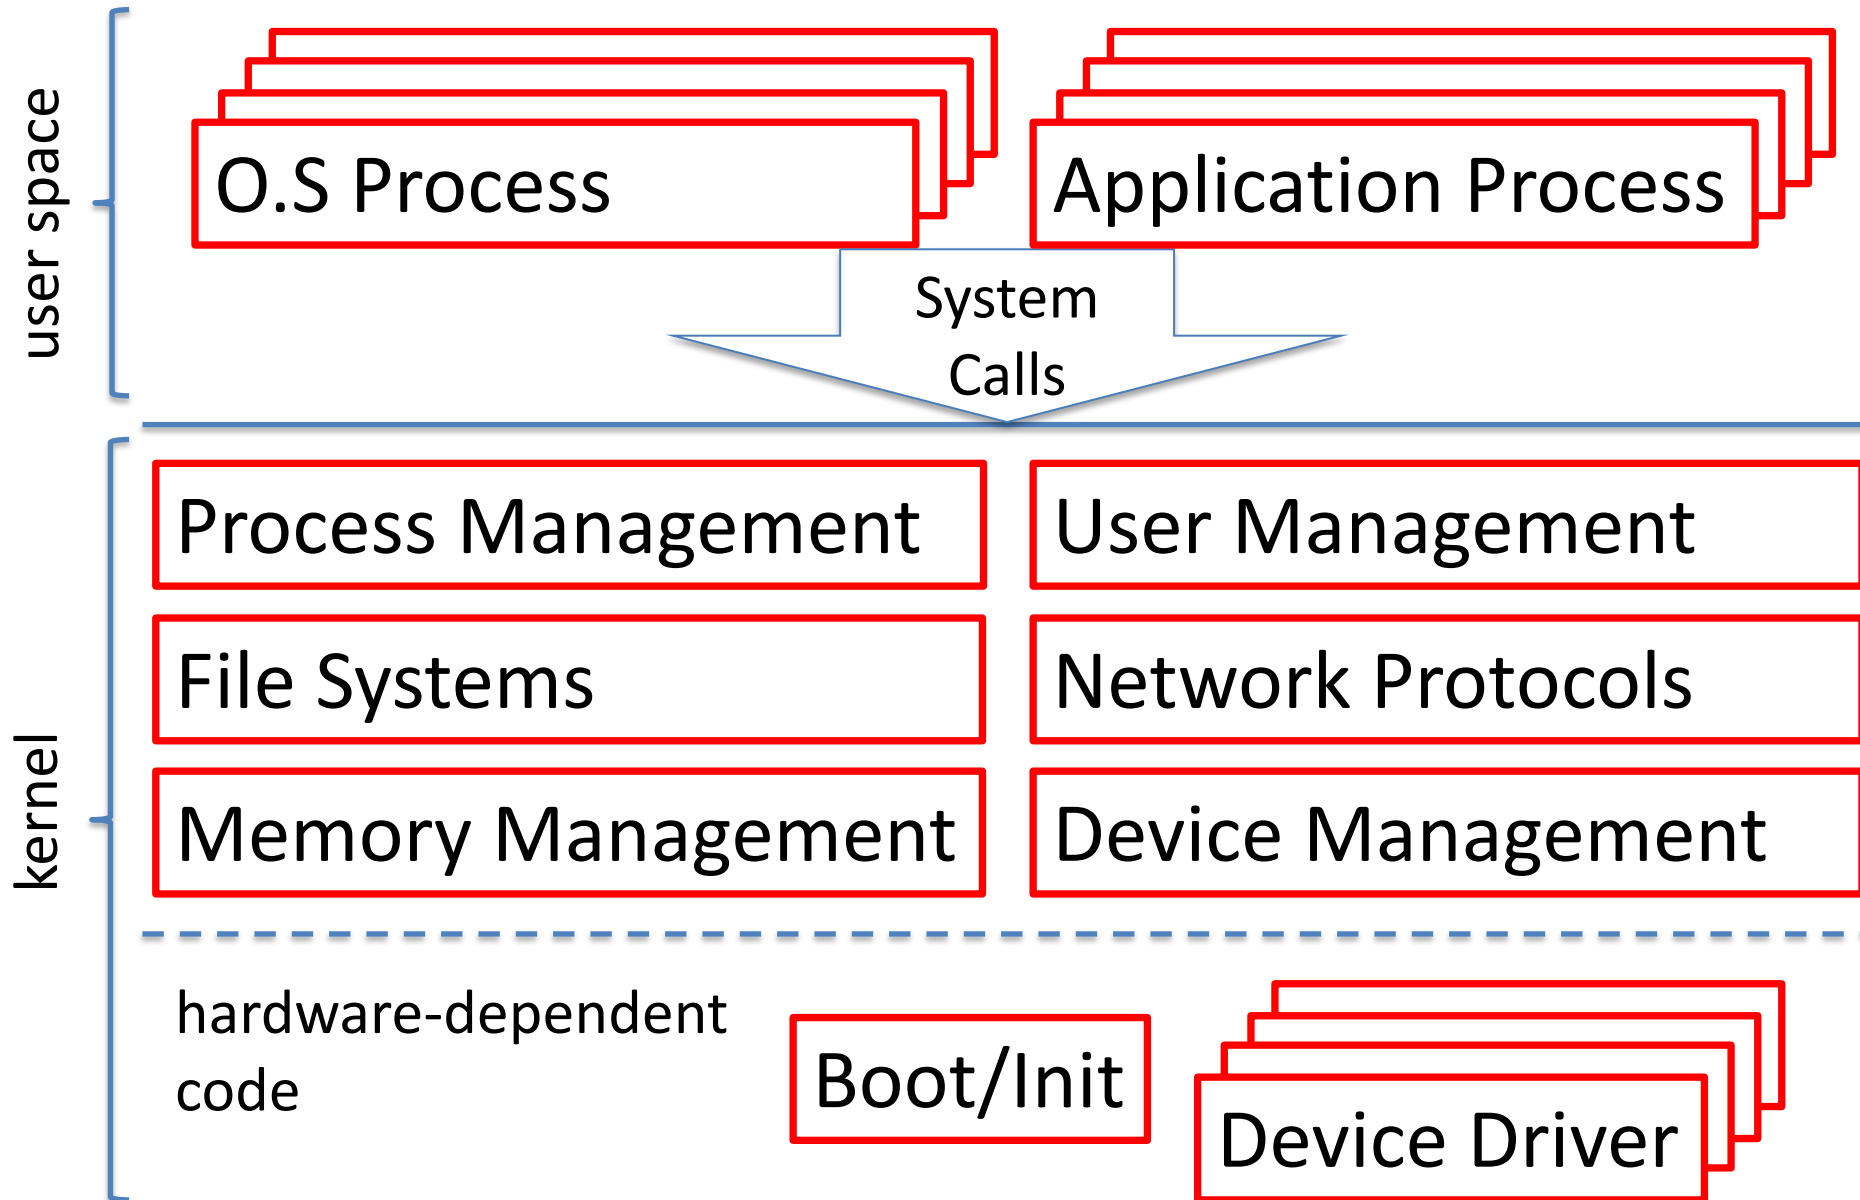 user space
O.S Process
Application Process
System
Calls
kernel
Process Management
User Management
File Systems
Network Protocols
Memory Management
Device Management
hardware-dependent
code
Boot/Init
Device Driver